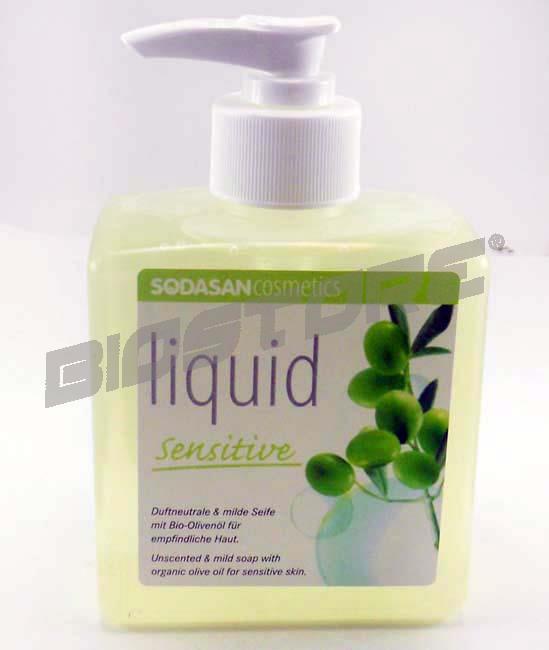 SODASANcosmetics
BIOSTORE®
liquid
Sensitive
Duftneutrale & milde Seife
mit Bio-Olivenöl für
empfindliche Haut.
Unscented & mild soap with
organic olive oil for sensitive skin.